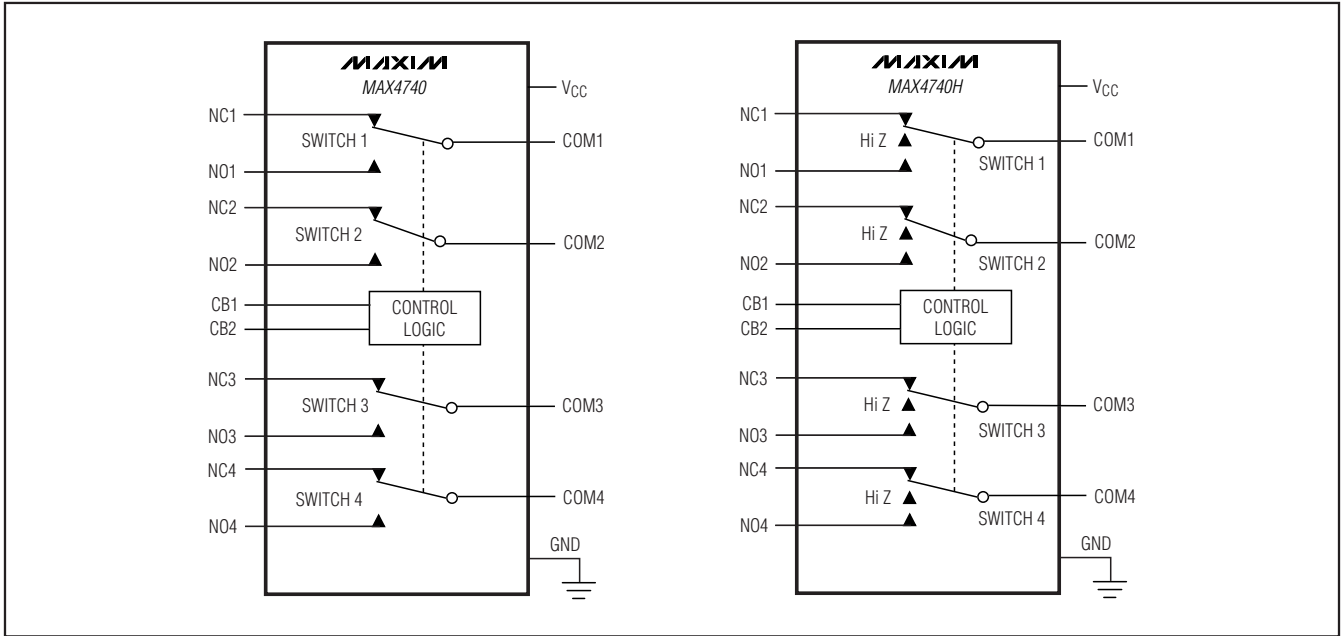 MAXIM
MAX4740
VCC
NC1
SWITCH 1
COM1
NO1
NC2
SWITCH 2
COM2
NO2
CB1
CB2
CONTROL
LOGIC
NC3
SWITCH 3
COM3
NO3
NC4
SWITCH 4
COM4
NO4
GND
MAXIM
MAX4740H
VCC
NC1
Hi Z
COM1
SWITCH 1
NO1
NC2
Hi Z
COM2
SWITCH 2
NO2
CB1
CB2
CONTROL
LOGIC
NC3
Hi Z
COM3
SWITCH 3
NO3
NC4
Hi Z
COM4
SWITCH 4
NO4
GND